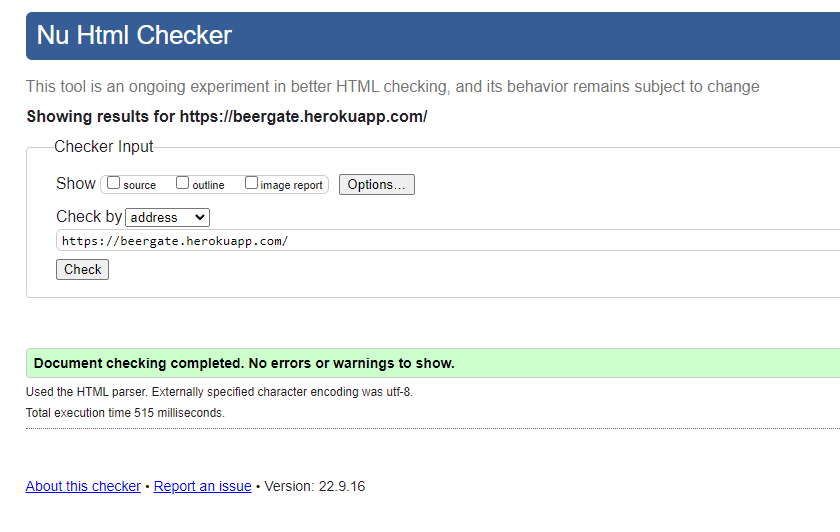 Nu Html Checker
This tool is an ongoing experiment in better HTML checking, and its behavior remains subject to change
Showing results for https://beergate.herokuapp.com/
Checker Input
Show source outline image report Options...
Check by address
https://beergate.herokuapp.com/
Check
Document checking completed. No errors or warnings to show.
Used the HTML parser. Externally specified character encoding was utf-8.
Total execution time 515 milliseconds.
About this checker • Report an issue • Version: 22.9.16